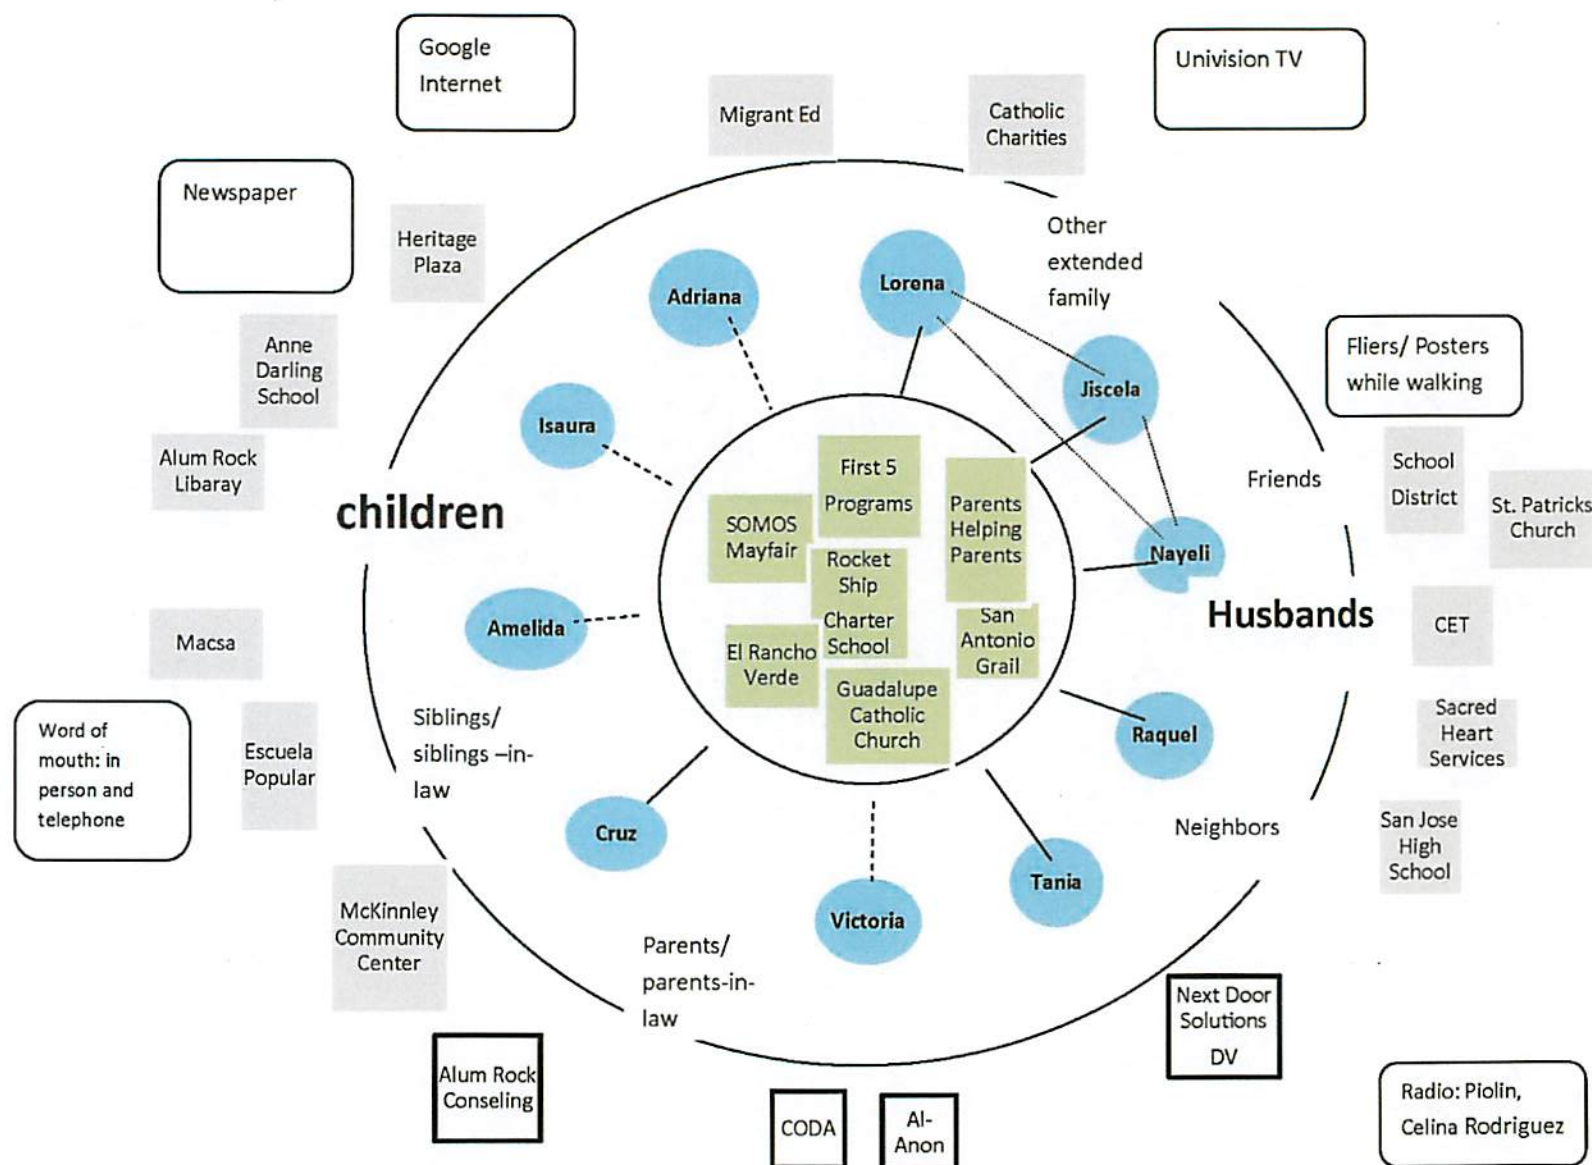 Google
Internet
Univision TV
Migrant Ed
Catholic
Charities
Newspaper
Heritage
Plaza
Other
extended
family
Lorena
Adriana
Anne
Darling
School
Fliers/ Posters
while walking
Jiscela
Isaura
Alum Rock
Libaray
children
First 5
Programs
SOMOS
Mayfair
Parents
Helping
Parents
Rocket
Ship
Charter
School
San
Antonio
Grail
El Rancho
Verde
Guadalupe
Catholic
Church
Friends
School
District
St. Patricks
Church
Nayeli
Husbands
CET
Macsa
Amelida
Word of
mouth: in
person and
telephone
Escuela
Popular
Siblings/
siblings –in-
law
Raquel
Sacred
Heart
Services
Cruz
Neighbors
San Jose
High
School
Tania
Victoria
McKinnley
Community
Center
Parents/
parents-in-
law
Next Door
Solutions
DV
Alum Rock
Conseling
CODA
Al-
Anon
Radio: Piolin,
Celina Rodriguez